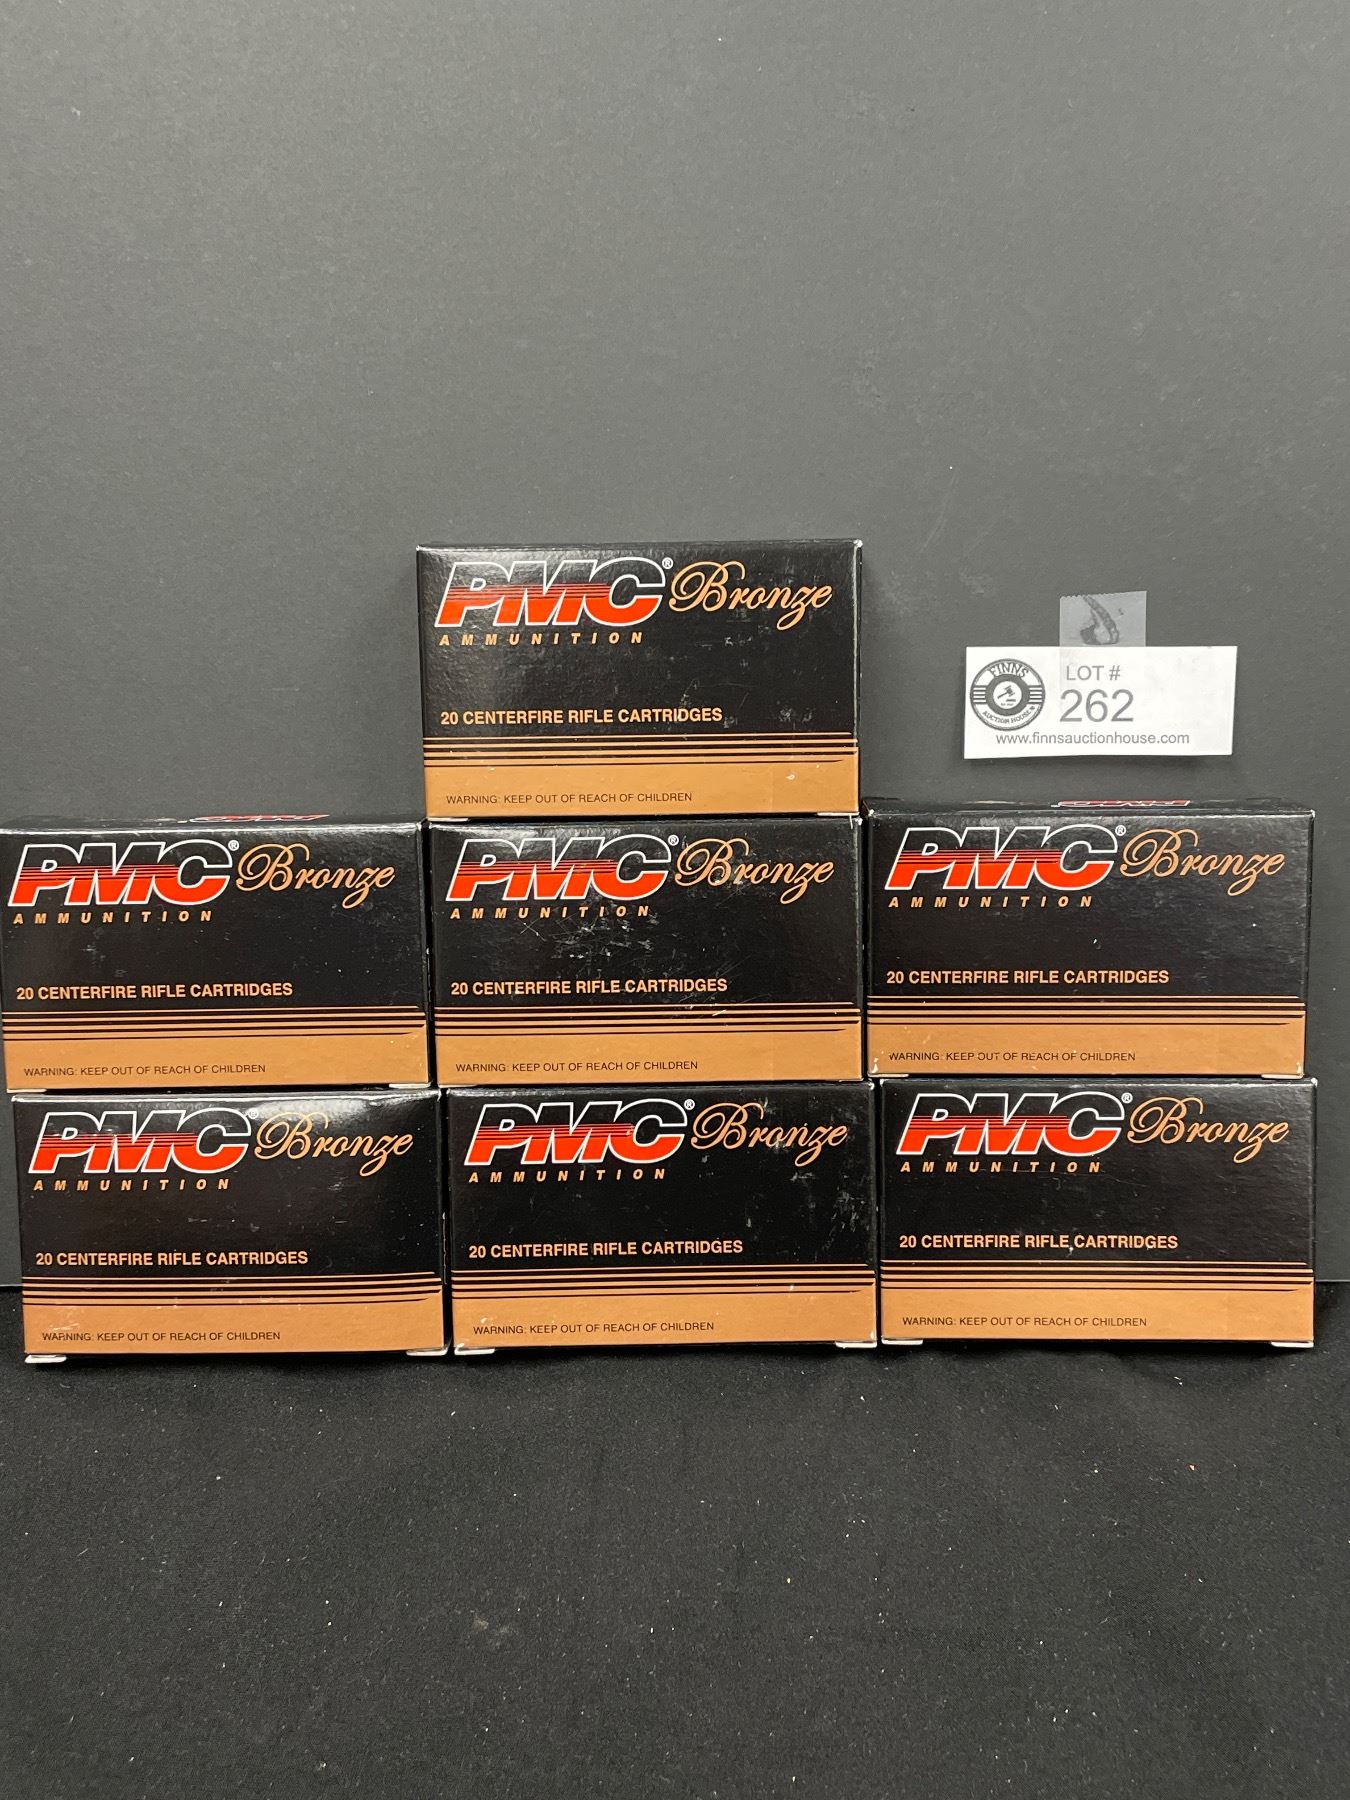 PMC® Bronze
AMMUNITION
20 CENTERFIRE RIFLE CARTRIDGES
WARNING: KEEP OUT OF REACH OF CHILDREN
FINNS
AUCTION HOUSE
LOT #
262
www.finnsauctionhouse.com
PMC® Bronze
AMMUNITION
20 CENTERFIRE RIFLE CARTRIDGES
WARNING: KEEP OUT OF REACH OF CHILDREN
PMC® Bronze
AMMUNITION
20 CENTERFIRE RIFLE CARTRIDGES
WARNING: KEEP OUT OF REACH OF CHILDREN
PMC® Bronze
AMMUNITION
20 CENTERFIRE RIFLE CARTRIDGES
WARNING: KEEP OUT OF REACH OF CHILDREN
PMC® Bronze
AMMUNITION
20 CENTERFIRE RIFLE CARTRIDGES
WARNING: KEEP OUT OF REACH OF CHILDREN
PMC® Bronze
AMMUNITION
20 CENTERFIRE RIFLE CARTRIDGES
WARNING: KEEP OUT OF REACH OF CHILDREN
PMC® Bronze
AMMUNITION
20 CENTERFIRE RIFLE CARTRIDGES
WARNING: KEEP OUT OF REACH OF CHILDREN